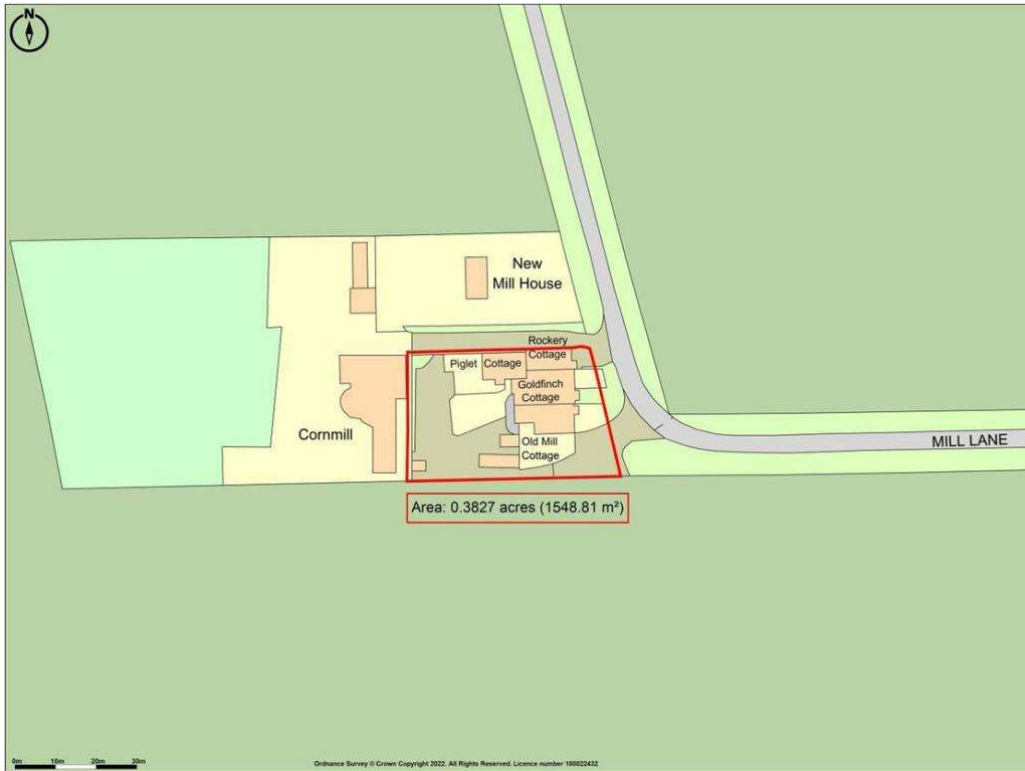 N
New
Mill House
Rockery
Cottage
Piglet Cottage
Goldfinch
Cottage
Cornmill
Old Mill
Cottage
MILL LANE
Area: 0.3827 acres (1548.81 m²)
0m 10m 20m 30m
Ordnance Survey © Crown Copyright 2022. All Rights Reserved. Licence number 100022432